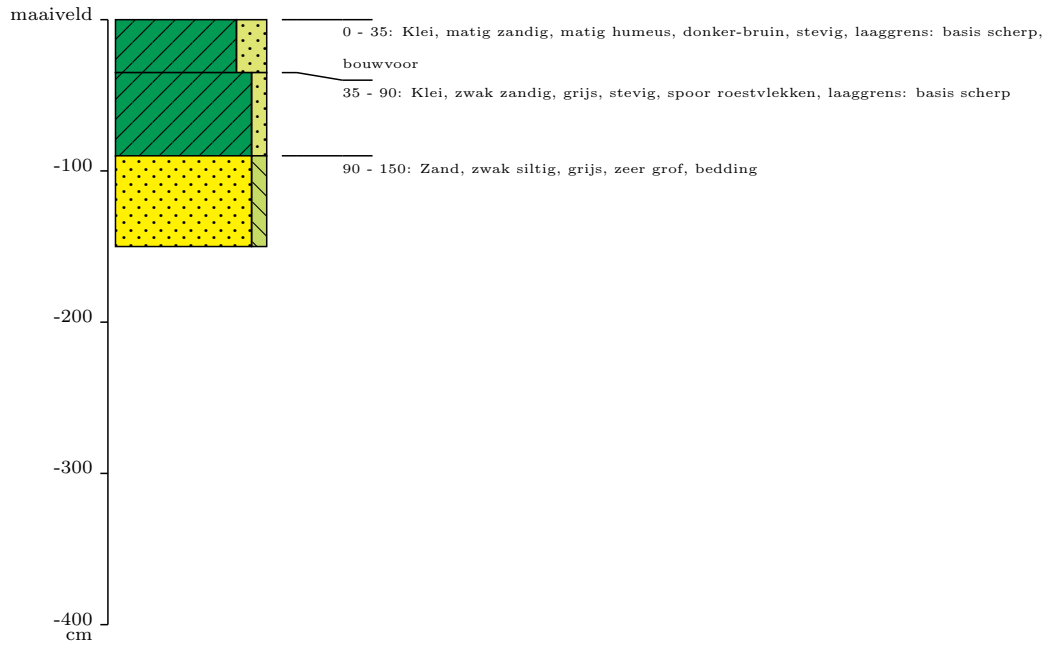 maaiveld
0 - 35: Klei, matig zandig, matig humeus, donker-bruin, stevig, laaggrens: basis scherp,
bouwvoor
35 - 90: Klei, zwak zandig, grijs, stevig, spoor roestvlekken, laaggrens: basis scherp
-100
90 - 150: Zand, zwak siltig, grijs, zeer grof, bedding
-200
-300
-400
cm